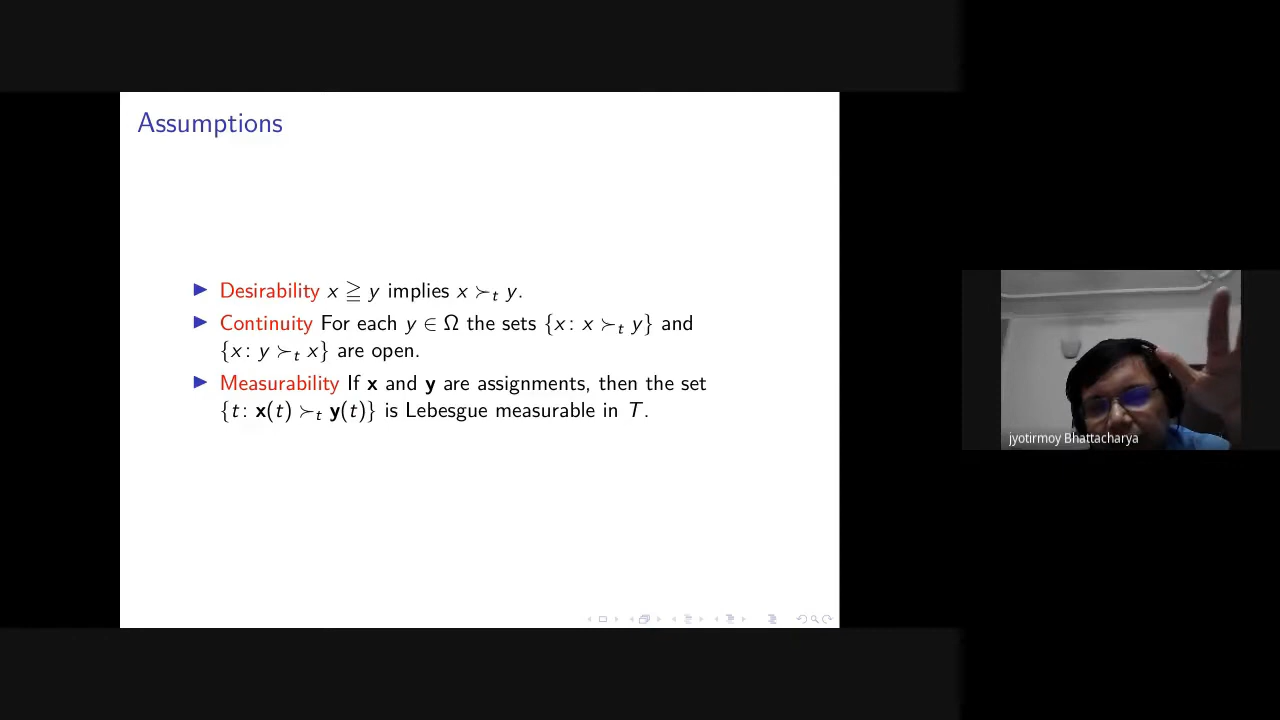 Assumptions
▶ Desirability x ≧ y implies x ≻ₜ y.
▶ Continuity For each y ∈ Ω the sets {x: x ≻ₜ y} and
{x: y ≻ₜ x} are open.
▶ Measurability If x and y are assignments, then the set
{t: x(t) ≻ₜ y(t)} is Lebesgue measurable in T.
jyotirmoy Bhattacharya